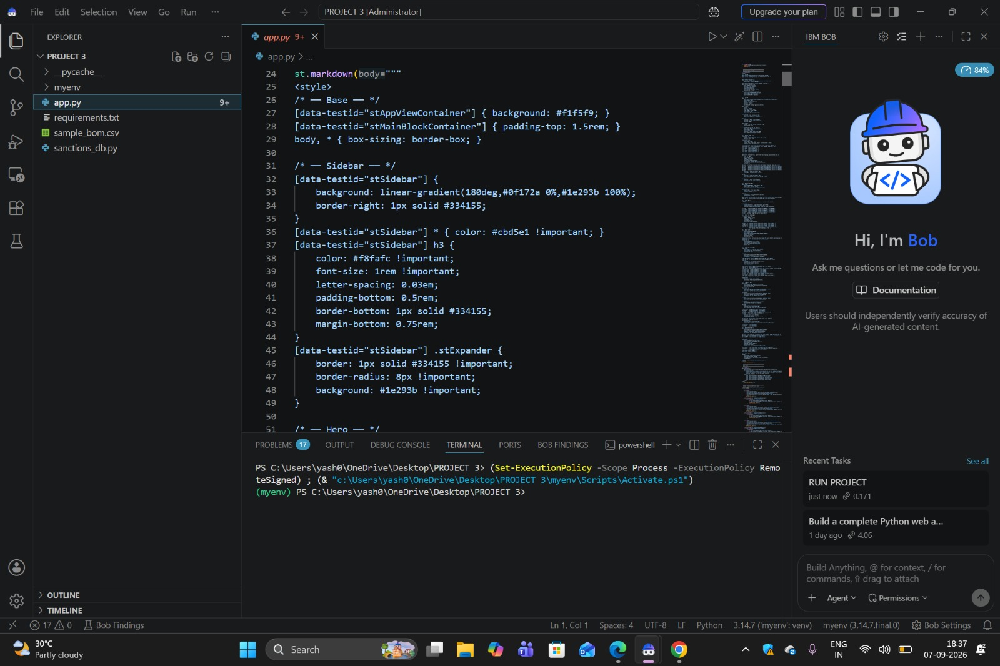 File Edit Selection View Go Run ···
PROJECT 3 [Administrator]
Upgrade your plan
EXPLORER
PROJECT 3
__pycache__
myenv
app.py 9+
requirements.txt
sample_bom.csv
sanctions_db.py
OUTLINE
TIMELINE
app.py 9+
app.py > ...
24 st.markdown(body="""
25 <style>
26 /* ── Base ── */
27 [data-testid="stAppViewContainer"] { background: #f1f5f9; }
28 [data-testid="stMainBlockContainer"] { padding-top: 1.5rem; }
29 body, * { box-sizing: border-box; }
30
31 /* ── Sidebar ── */
32 [data-testid="stSidebar"] {
33 background: linear-gradient(180deg,#0f172a 0%,#1e293b 100%);
34 border-right: 1px solid #334155;
35 }
36 [data-testid="stSidebar"] * { color: #cbd5e1 !important; }
37 [data-testid="stSidebar"] h3 {
38 color: #f8fafc !important;
39 font-size: 1rem !important;
40 letter-spacing: 0.03em;
41 padding-bottom: 0.5rem;
42 border-bottom: 1px solid #334155;
43 margin-bottom: 0.75rem;
44 }
45 [data-testid="stSidebar"] .stExpander {
46 border: 1px solid #334155 !important;
47 border-radius: 8px !important;
48 background: #1e293b !important;
49 }
50
51 /* ── Hero ── */
PROBLEMS 17 OUTPUT DEBUG CONSOLE TERMINAL PORTS BOB FINDINGS powershell
PS C:\Users\yash0\OneDrive\Desktop\PROJECT 3> (Set-ExecutionPolicy -Scope Process -ExecutionPolicy Remo
teSigned) ; (& "c:\Users\yash0\OneDrive\Desktop\PROJECT 3\myenv\Scripts\Activate.ps1")
(myenv) PS C:\Users\yash0\OneDrive\Desktop\PROJECT 3>
IBM BOB
84%
Hi, I'm Bob
Ask me questions or let me code for you.
Documentation
Users should independently verify accuracy of
AI-generated content.
Recent Tasks See all
RUN PROJECT
just now 0.171
Build a complete Python web a...
1 day ago 4.06
Build Anything, @ for context, / for
commands, ⇧ drag to attach
Agent Permissions
17 0 Bob Findings Ln 1, Col 1 Spaces: 4 UTF-8 LF Python 3.14.7 ('myenv': venv) myenv (3.14.7.final.0) Bob Settings
30°C
Partly cloudy
Search
ENG
IN
18:37
07-09-2026